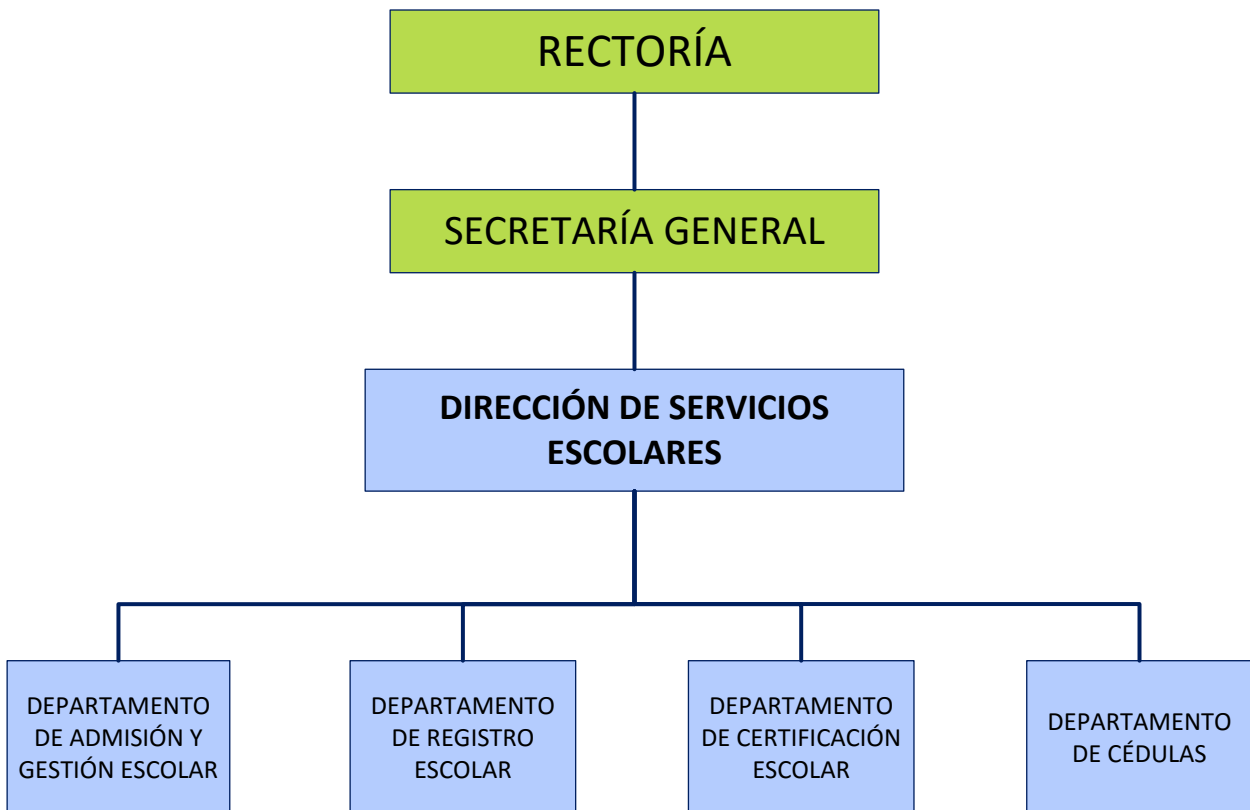 RECTORÍA
SECRETARÍA GENERAL
DIRECCIÓN DE SERVICIOS
ESCOLARES
DEPARTAMENTO
DE ADMISIÓN Y
GESTIÓN ESCOLAR
DEPARTAMENTO
DE REGISTRO
ESCOLAR
DEPARTAMENTO
DE CERTIFICACIÓN
ESCOLAR
DEPARTAMENTO
DE CÉDULAS